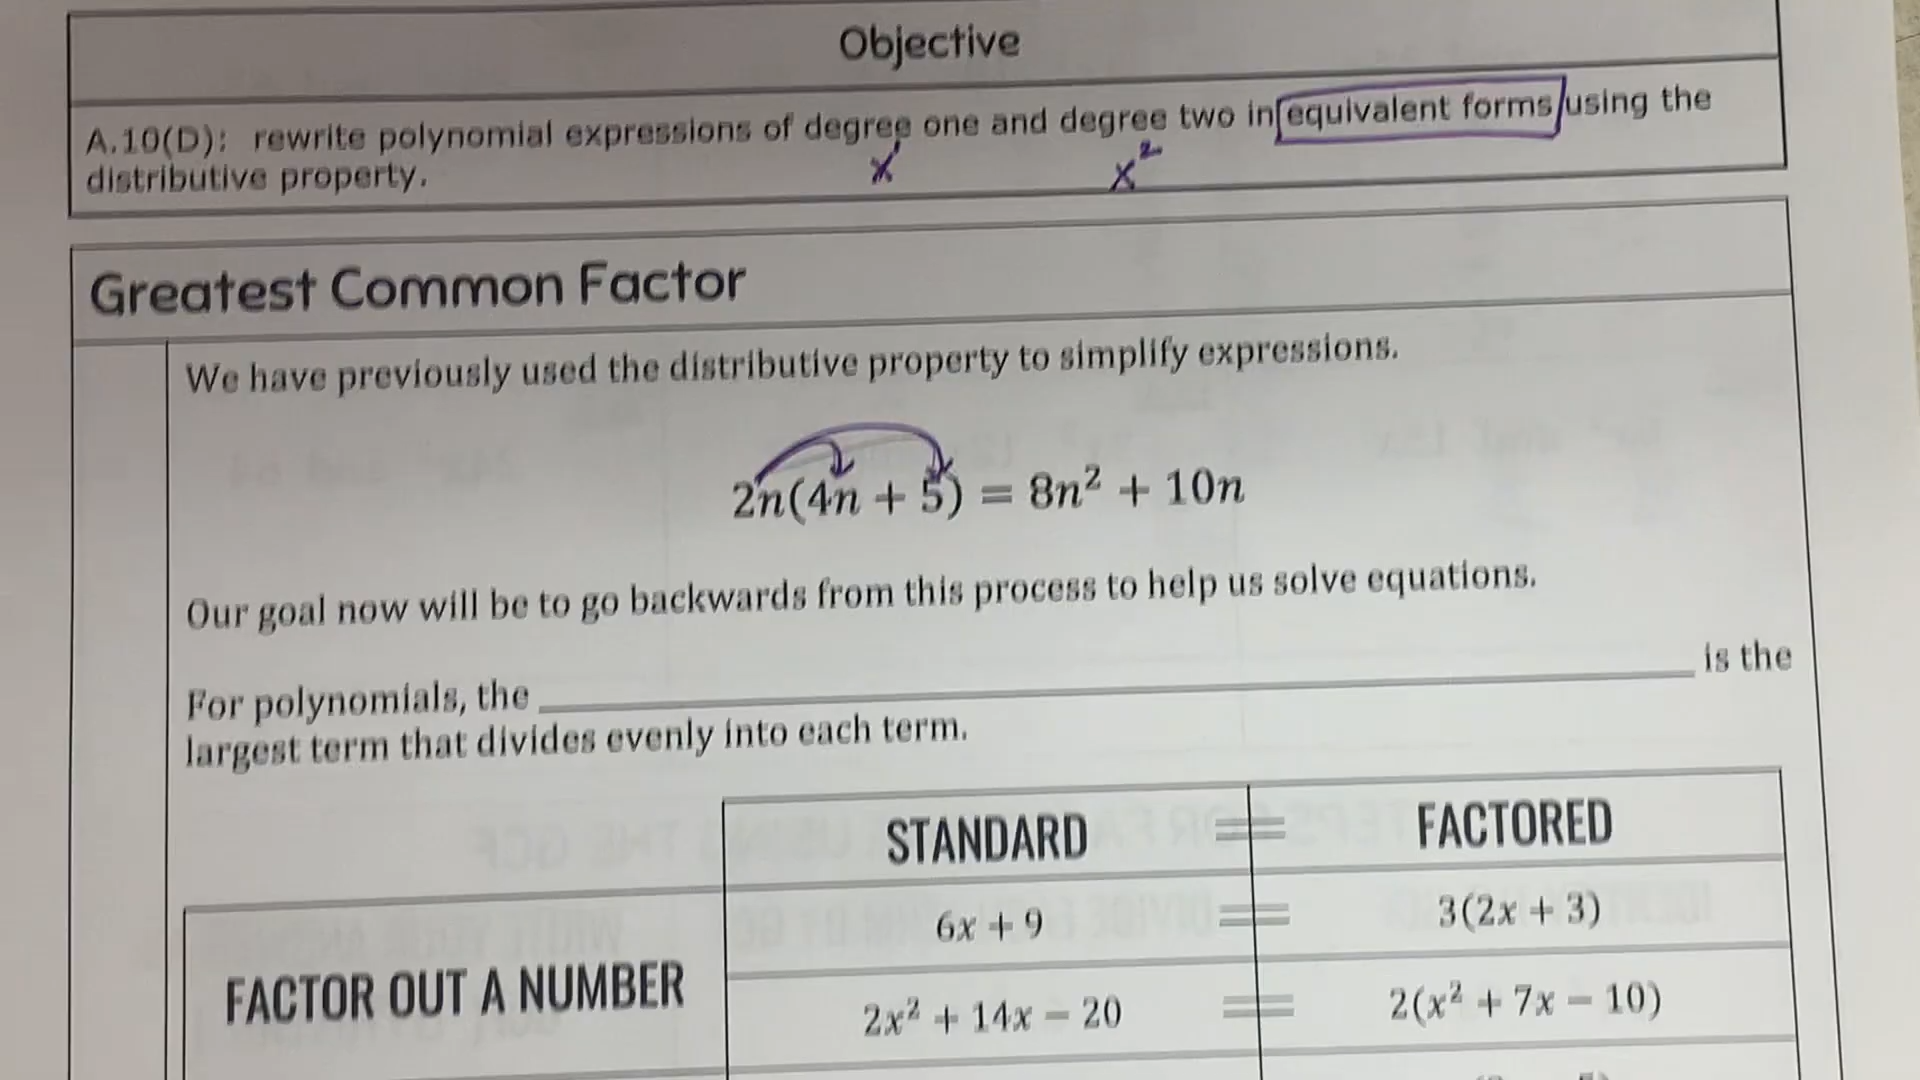 Objective
A.10(D): rewrite polynomial expressions of degree one and degree two in equivalent forms using the
distributive property.
x¹ x²
Greatest Common Factor
We have previously used the distributive property to simplify expressions.
2n(4n + 5) = 8n² + 10n
Our goal now will be to go backwards from this process to help us solve equations.
For polynomials, the ______ is the
largest term that divides evenly into each term.
STANDARD = FACTORED
6x + 9 = 3(2x + 3)
FACTOR OUT A NUMBER
2x² + 14x − 20 = 2(x² + 7x − 10)